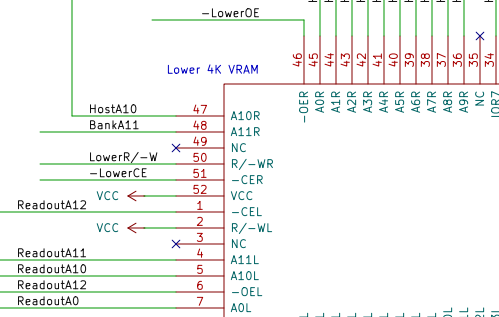 -LowerOE
46 45 44 43 42 41 40 39 38 37 36 35 34
Lower 4K VRAM
-OER A0R A1R A2R A3R A4R A5R A6R A7R A8R A9R NC IOR7
HostA10 47 A10R
BankA11 48 A11R
49 NC
LowerR/-W 50 R/-WR
-LowerCE 51 -CER
VCC 52 VCC
ReadoutA12 1 -CEL
VCC 2 R/-WL
3 NC
ReadoutA11 4 A11L
ReadoutA10 5 A10L
ReadoutA12 6 -OEL
ReadoutA0 7 A0L